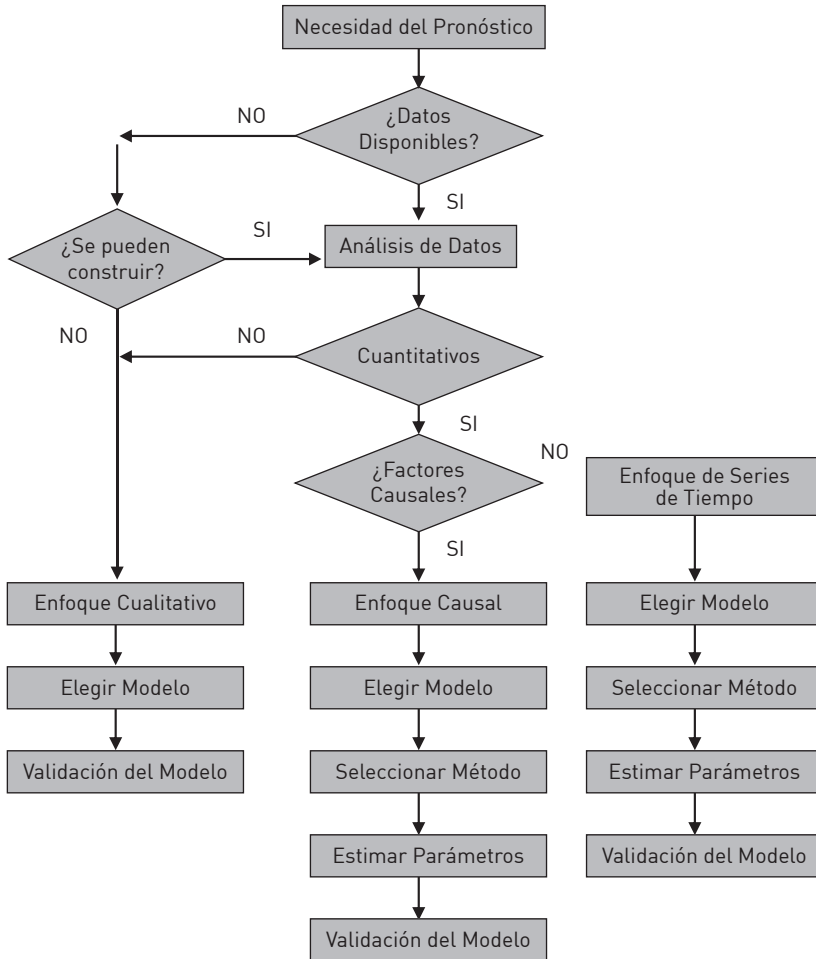 Necesidad del Pronóstico
NO
¿Datos
Disponibles?
SI
¿Se pueden
construir?
SI
Análisis de Datos
NO
NO
Cuantitativos
SI
NO
¿Factores
Causales?
Enfoque de Series
de Tiempo
SI
Enfoque Cualitativo
Enfoque Causal
Elegir Modelo
Elegir Modelo
Elegir Modelo
Seleccionar Método
Validación del Modelo
Seleccionar Método
Estimar Parámetros
Estimar Parámetros
Validación del Modelo
Validación del Modelo